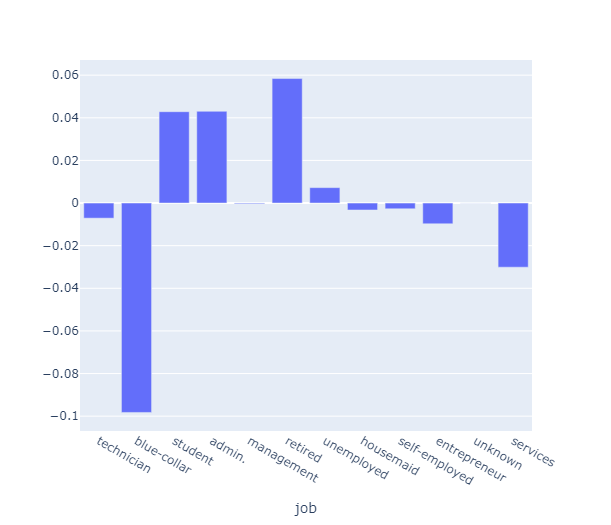 0.06
0.04
0.02
0
−0.02
−0.04
−0.06
−0.08
−0.1
technician
blue-collar
student
admin.
management
retired
unemployed
housemaid
self-employed
entrepreneur
unknown
services
job